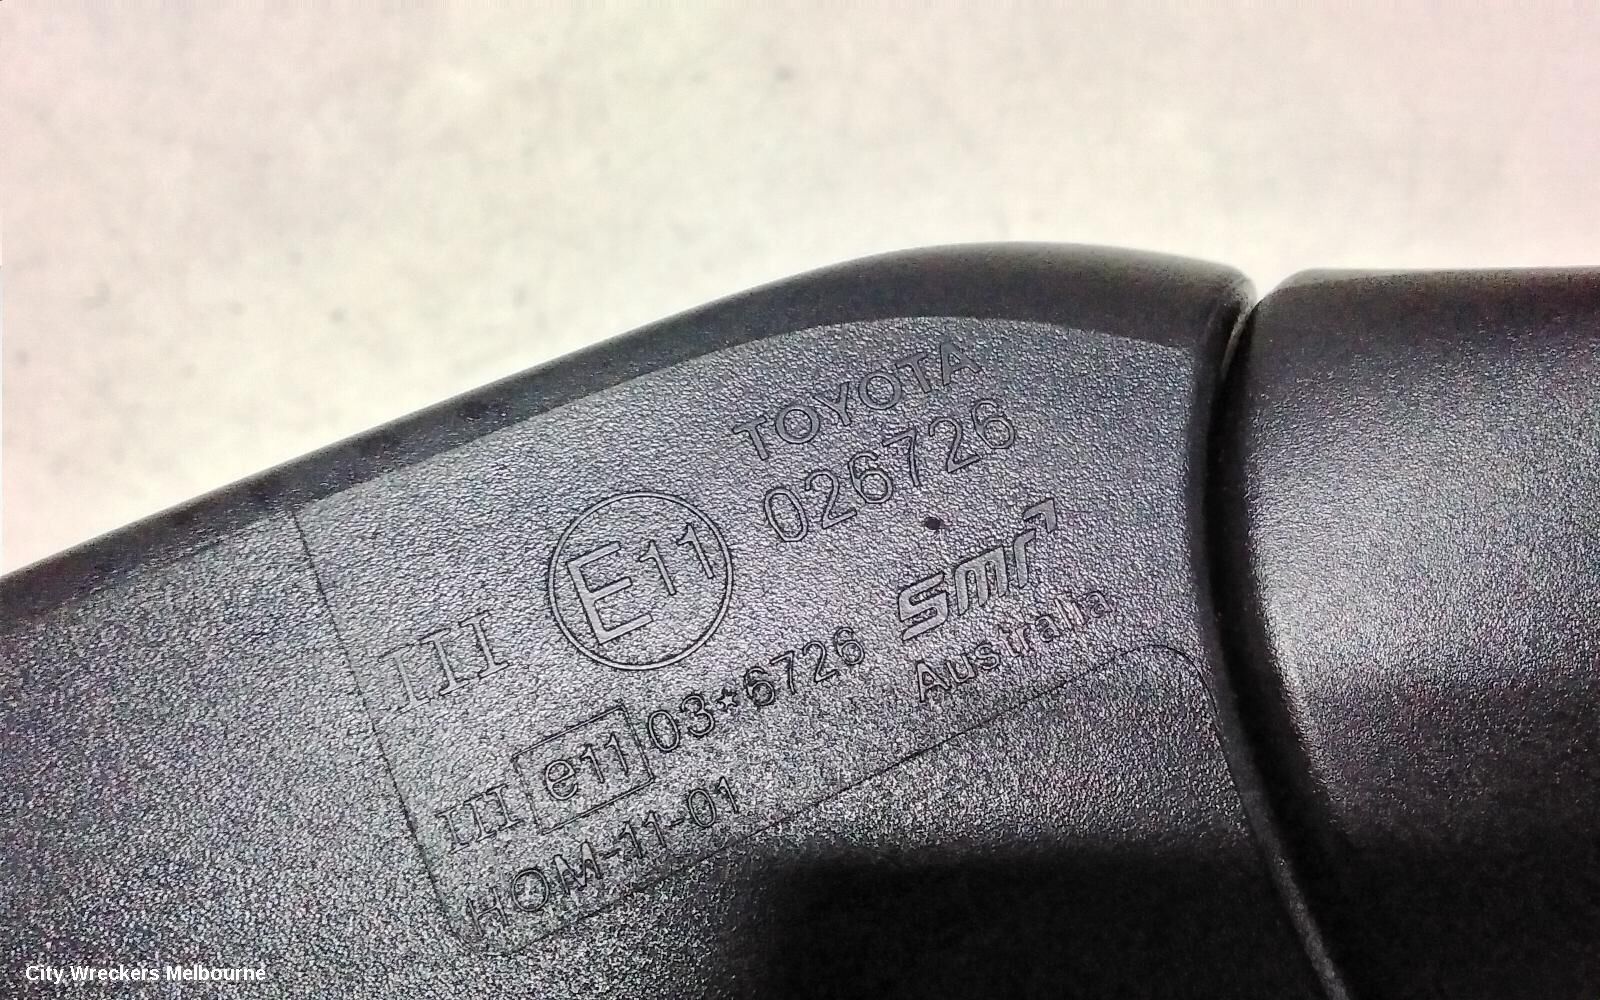 TOYOTA
III E11 026726
smr
III e11 03*6726
Australia
HOM-11-01
City Wreckers Melbourne